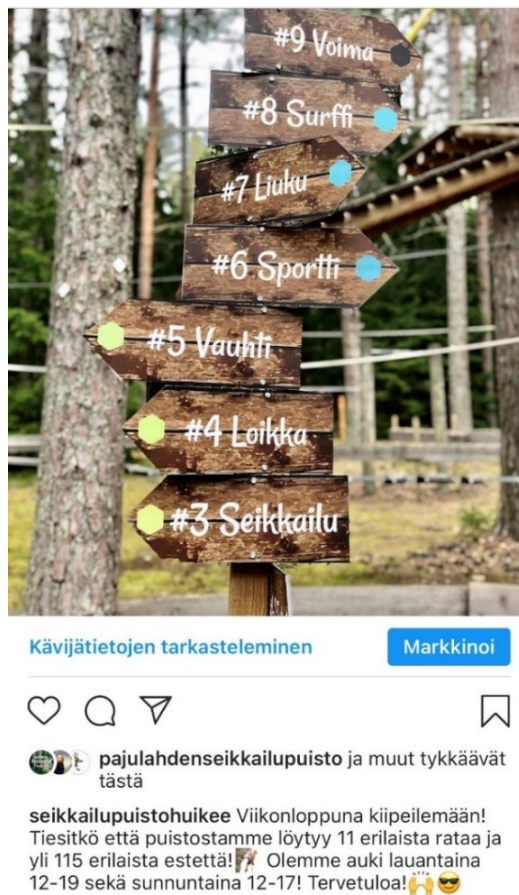 #9 Voima
#8 Surffi
#7 Liuku
#6 Sportti
#5 Vauhti
#4 Loikka
#3 Seikkailu
Kävijätietojen tarkasteleminen
Markkinoi
pajulahdenseikkailupuisto ja muut tykkäävät
tästä
seikkailupuistohuikee Viikonloppuna kiipeilemään!
Tiesitkö että puistostamme löytyy 11 erilaista rataa ja
yli 115 erilaista estettä!🧗 Olemme auki lauantaina
12-19 sekä sunnuntaina 12-17! Tervetuloa!🙌😎